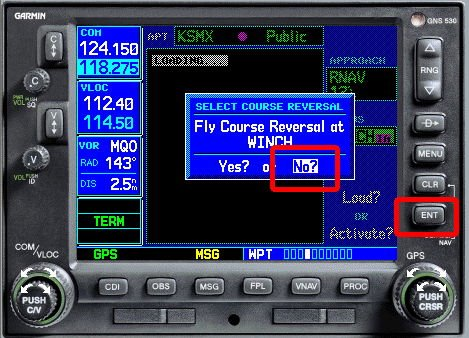 GARMIN
GNS 530
COM
124.150
118.275
VLOC
112.40
114.50
VOR MQO
RAD 143°
DIS 2.5nm
TERM
APT KSMX Public
LOADING
APPROACH
RNAV
SELECT COURSE REVERSAL
Fly Course Reversal at
WINCH
Yes? or No?
Load?
OR
Activate?
GPS MSG WPT
C
C
PWR
VOL
PUSH
SQ
V
V
VOL
PUSH
ID
RNG
D
MENU
CLR
ENT
NAV
COM/
VLOC
PUSH
C/V
CDI OBS MSG FPL VNAV PROC
GPS
PUSH
CRSR